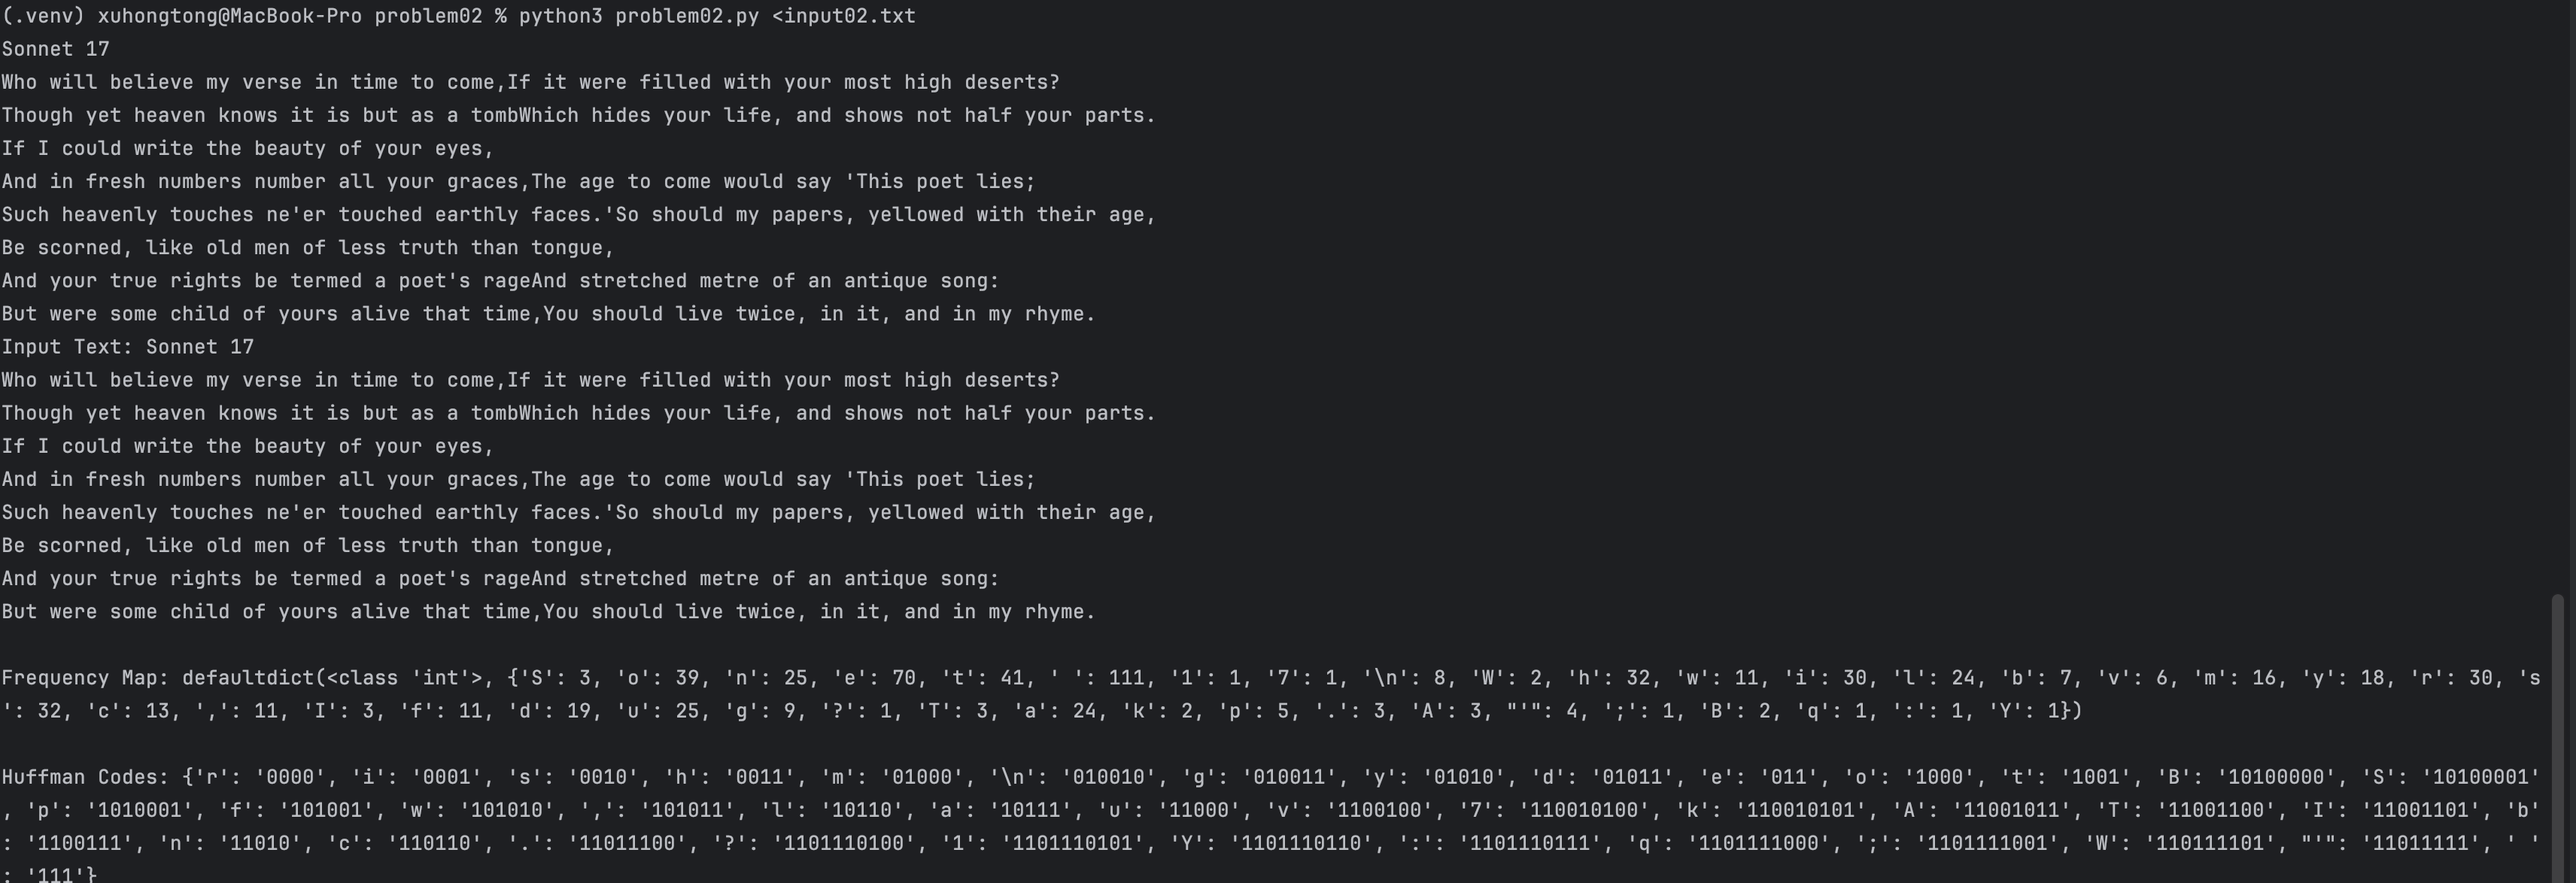 (.venv) xuhongtong@MacBook-Pro problem02 % python3 problem02.py <input02.txt
Sonnet 17
Who will believe my verse in time to come,If it were filled with your most high deserts?
Though yet heaven knows it is but as a tombWhich hides your life, and shows not half your parts.
If I could write the beauty of your eyes,
And in fresh numbers number all your graces,The age to come would say 'This poet lies;
Such heavenly touches ne'er touched earthly faces.'So should my papers, yellowed with their age,
Be scorned, like old men of less truth than tongue,
And your true rights be termed a poet's rageAnd stretched metre of an antique song:
But were some child of yours alive that time,You should live twice, in it, and in my rhyme.
Input Text: Sonnet 17
Who will believe my verse in time to come,If it were filled with your most high deserts?
Though yet heaven knows it is but as a tombWhich hides your life, and shows not half your parts.
If I could write the beauty of your eyes,
And in fresh numbers number all your graces,The age to come would say 'This poet lies;
Such heavenly touches ne'er touched earthly faces.'So should my papers, yellowed with their age,
Be scorned, like old men of less truth than tongue,
And your true rights be termed a poet's rageAnd stretched metre of an antique song:
But were some child of yours alive that time,You should live twice, in it, and in my rhyme.
Frequency Map: defaultdict(<class 'int'>, {'S': 3, 'o': 39, 'n': 25, 'e': 70, 't': 41, ' ': 111, '1': 1, '7': 1, '\n': 8, 'W': 2, 'h': 32, 'w': 11, 'i': 30, 'l': 24, 'b': 7, 'v': 6, 'm': 16, 'y': 18, 'r': 30, 's
': 32, 'c': 13, ',': 11, 'I': 3, 'f': 11, 'd': 19, 'u': 25, 'g': 9, '?': 1, 'T': 3, 'a': 24, 'k': 2, 'p': 5, '.': 3, 'A': 3, "'": 4, ';': 1, 'B': 2, 'q': 1, ':': 1, 'Y': 1})
Huffman Codes: {'r': '0000', 'i': '0001', 's': '0010', 'h': '0011', 'm': '01000', '\n': '010010', 'g': '010011', 'y': '01010', 'd': '01011', 'e': '011', 'o': '1000', 't': '1001', 'B': '10100000', 'S': '10100001'
, 'p': '1010001', 'f': '101001', 'w': '101010', ',': '101011', 'l': '10110', 'a': '10111', 'u': '11000', 'v': '1100100', '7': '110010100', 'k': '110010101', 'A': '11001011', 'T': '11001100', 'I': '11001101', 'b'
: '1100111', 'n': '11010', 'c': '110110', '.': '11011100', '?': '1101110100', '1': '1101110101', 'Y': '1101110110', ':': '1101110111', 'q': '1101111000', ';': '1101111001', 'W': '110111101', "'": '11011111', ' '
: '111'}